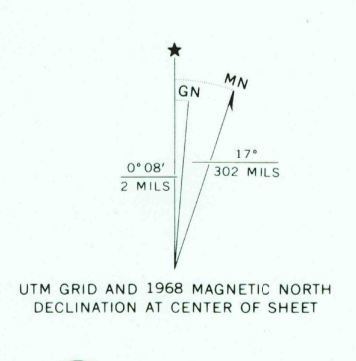 ★
MN
GN
0°08′
2 MILS
17°
302 MILS
UTM GRID AND 1968 MAGNETIC NORTH
DECLINATION AT CENTER OF SHEET